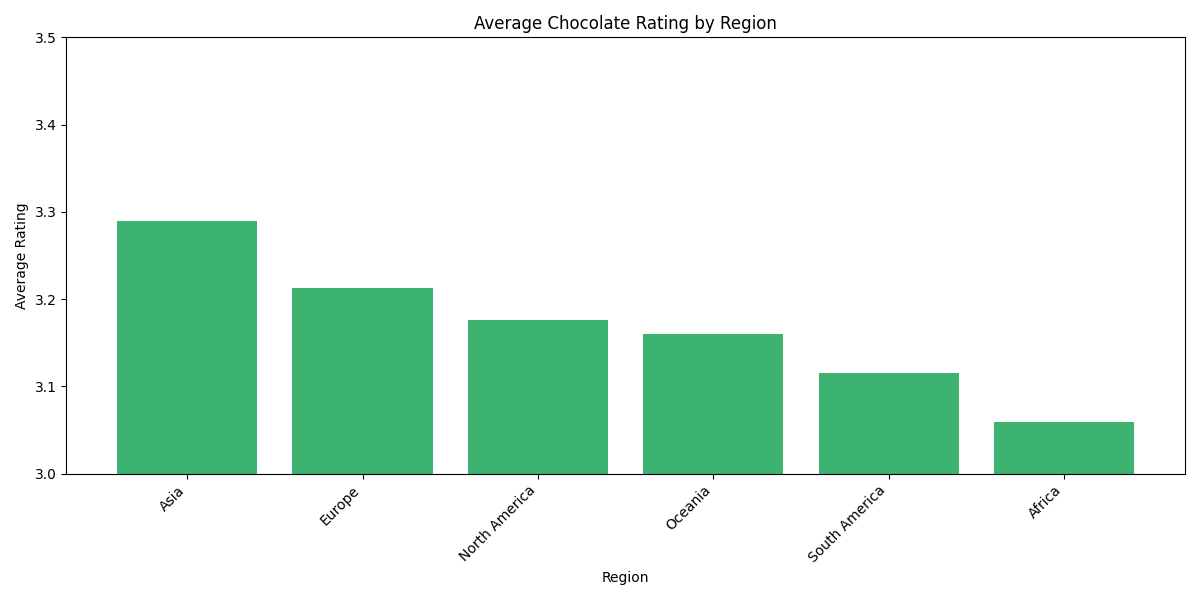 Average Chocolate Rating by Region
Average Rating
3.5
3.4
3.3
3.2
3.1
3.0
Asia
Europe
North America
Oceania
South America
Africa
Region